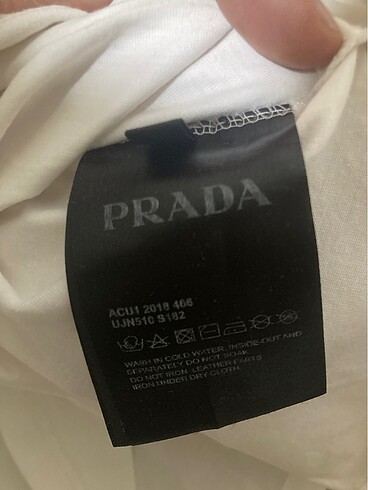 PRADA
ACU1 2018 466
UJN510 S182
WASH IN COLD WATER, INSIDE-OUT AND
SEPARATELY DO NOT SOAK.
DO NOT IRON LEATHER PARTS
IRON UNDER DRY CLOTH.